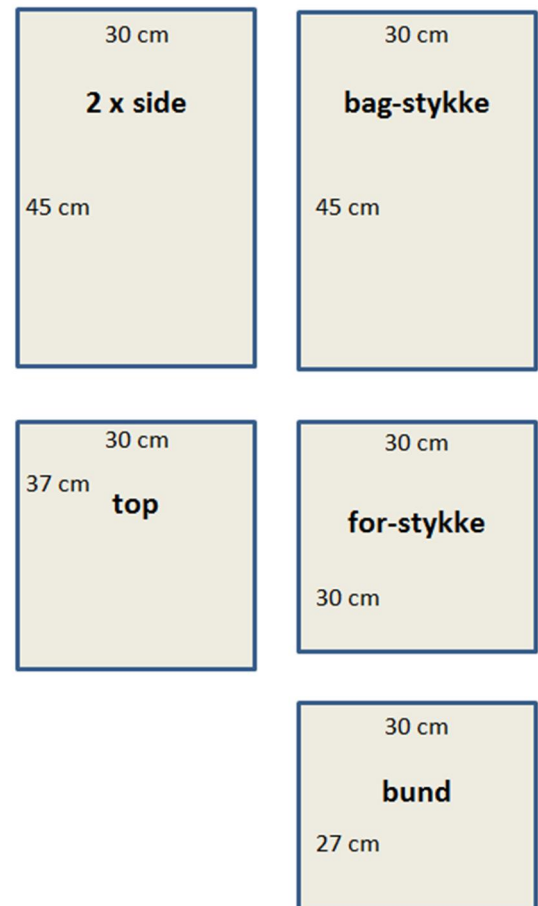 30 cm
2 x side
45 cm
30 cm
bag-stykke
45 cm
30 cm
37 cm
top
30 cm
for-stykke
30 cm
30 cm
bund
27 cm